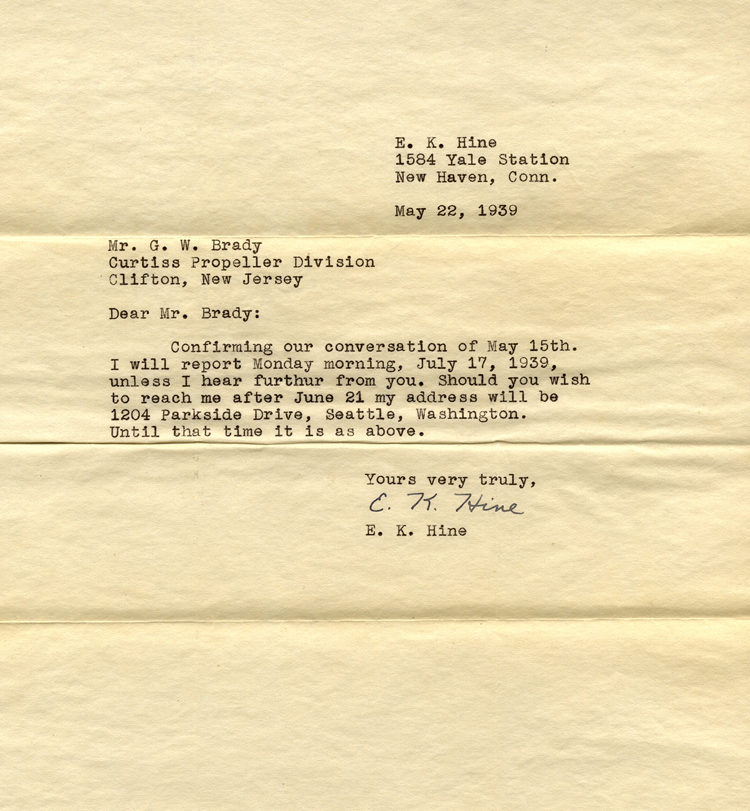 E. K. Hine
1584 Yale Station
New Haven, Conn.
May 22, 1939
Mr. G. W. Brady
Curtiss Propeller Division
Clifton, New Jersey
Dear Mr. Brady:
Confirming our conversation of May 15th.
I will report Monday morning, July 17, 1939,
unless I hear furthur from you. Should you wish
to reach me after June 21 my address will be
1204 Parkside Drive, Seattle, Washington.
Until that time it is as above.
Yours very truly,
E. K. Hine
E. K. Hine